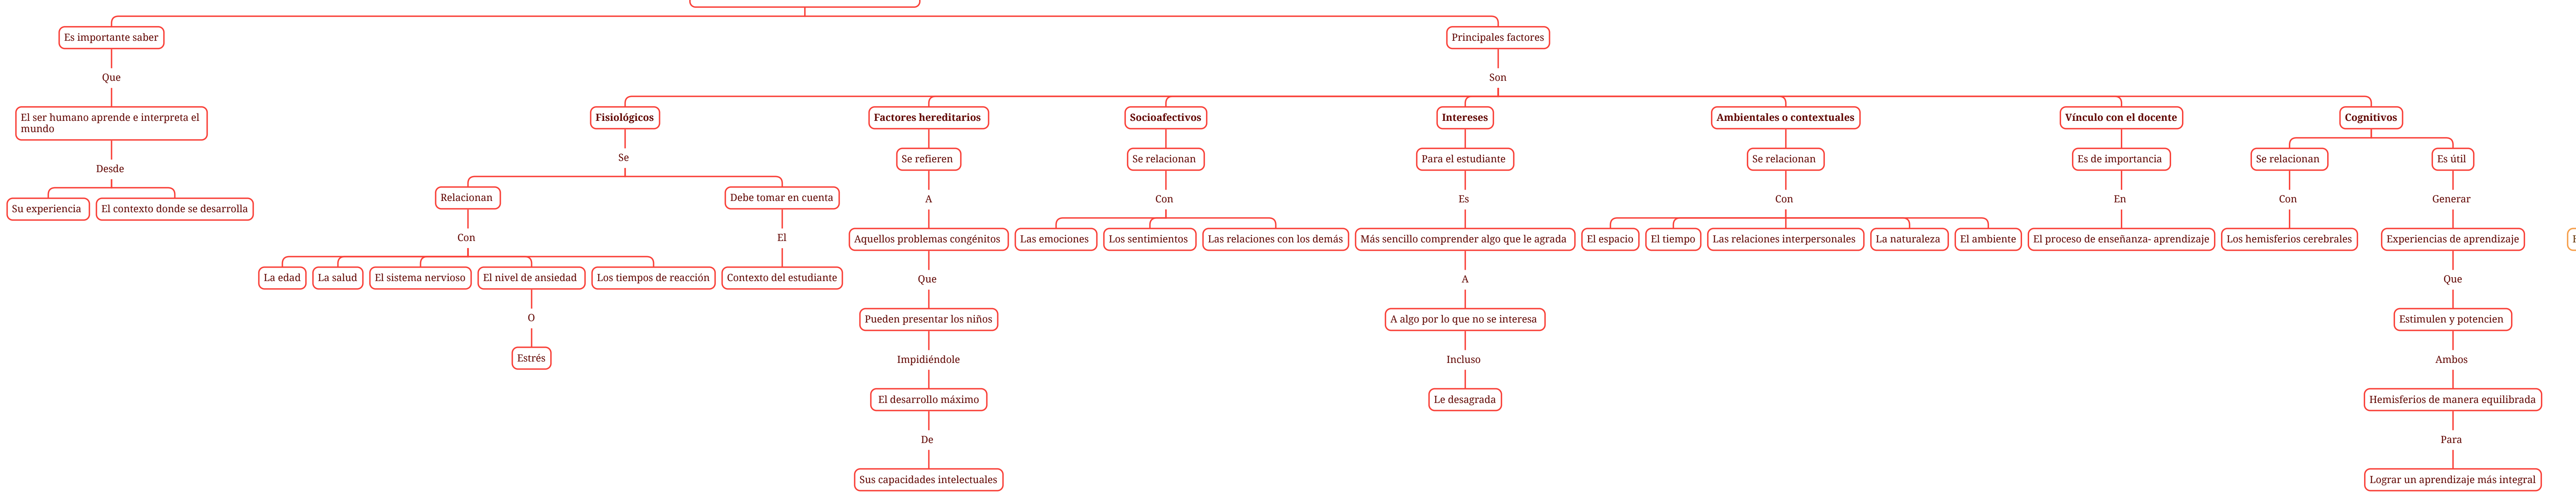 Es importante saber
Principales factores
Que
Son
El ser humano aprende e interpreta el
mundo
Fisiológicos
Factores hereditarios
Socioafectivos
Intereses
Ambientales o contextuales
Vínculo con el docente
Cognitivos
Desde
Se
Se refieren
Se relacionan
Para el estudiante
Se relacionan
Es de importancia
Se relacionan
Es útil
Su experiencia
El contexto donde se desarrolla
Relacionan
Debe tomar en cuenta
A
Con
Es
Con
En
Con
Generar
Con
El
Aquellos problemas congénitos
Las emociones
Los sentimientos
Las relaciones con los demás
Más sencillo comprender algo que le agrada
El espacio
El tiempo
Las relaciones interpersonales
La naturaleza
El ambiente
El proceso de enseñanza- aprendizaje
Los hemisferios cerebrales
Experiencias de aprendizaje
La edad
La salud
El sistema nervioso
El nivel de ansiedad
Los tiempos de reacción
Contexto del estudiante
Que
A
Que
O
Pueden presentar los niños
A algo por lo que no se interesa
Estimulen y potencien
Estrés
Impidiéndole
Incluso
Ambos
El desarrollo máximo
Le desagrada
Hemisferios de manera equilibrada
De
Para
Sus capacidades intelectuales
Lograr un aprendizaje más integral